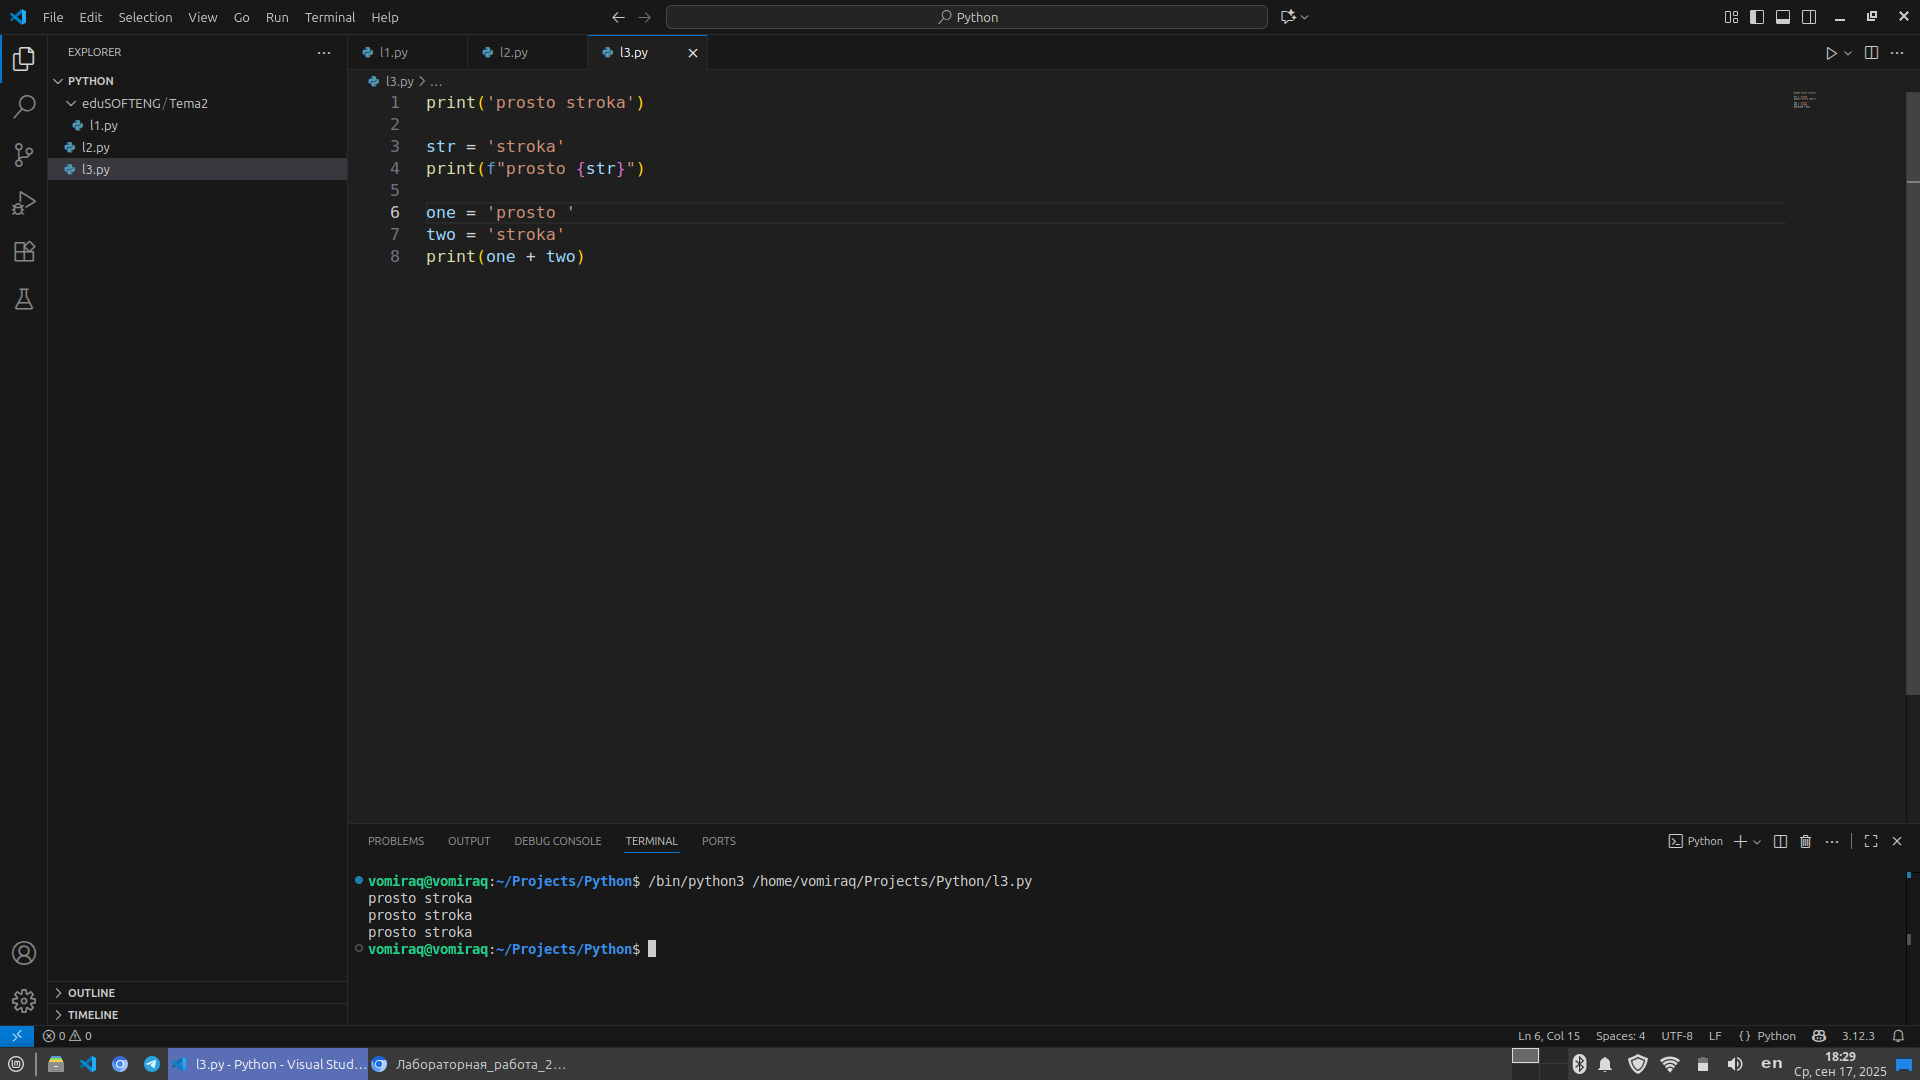 File Edit Selection View Go Run Terminal Help
Python
EXPLORER
PYTHON
eduSOFTENG/Tema2
l1.py
l2.py
l3.py
l1.py l2.py l3.py
l3.py > ...
1 print('prosto stroka')
2
3 str = 'stroka'
4 print(f"prosto {str}")
5
6 one = 'prosto '
7 two = 'stroka'
8 print(one + two)
PROBLEMS OUTPUT DEBUG CONSOLE TERMINAL PORTS
Python
vomiraq@vomiraq:~/Projects/Python$ /bin/python3 /home/vomiraq/Projects/Python/l3.py
prosto stroka
prosto stroka
prosto stroka
vomiraq@vomiraq:~/Projects/Python$
OUTLINE
TIMELINE
0 0
Ln 6, Col 15 Spaces: 4 UTF-8 LF {} Python 3.12.3
l3.py - Python - Visual Stud...
Лабораторная_работа_2...
en
18:29
Ср, сен 17, 2025